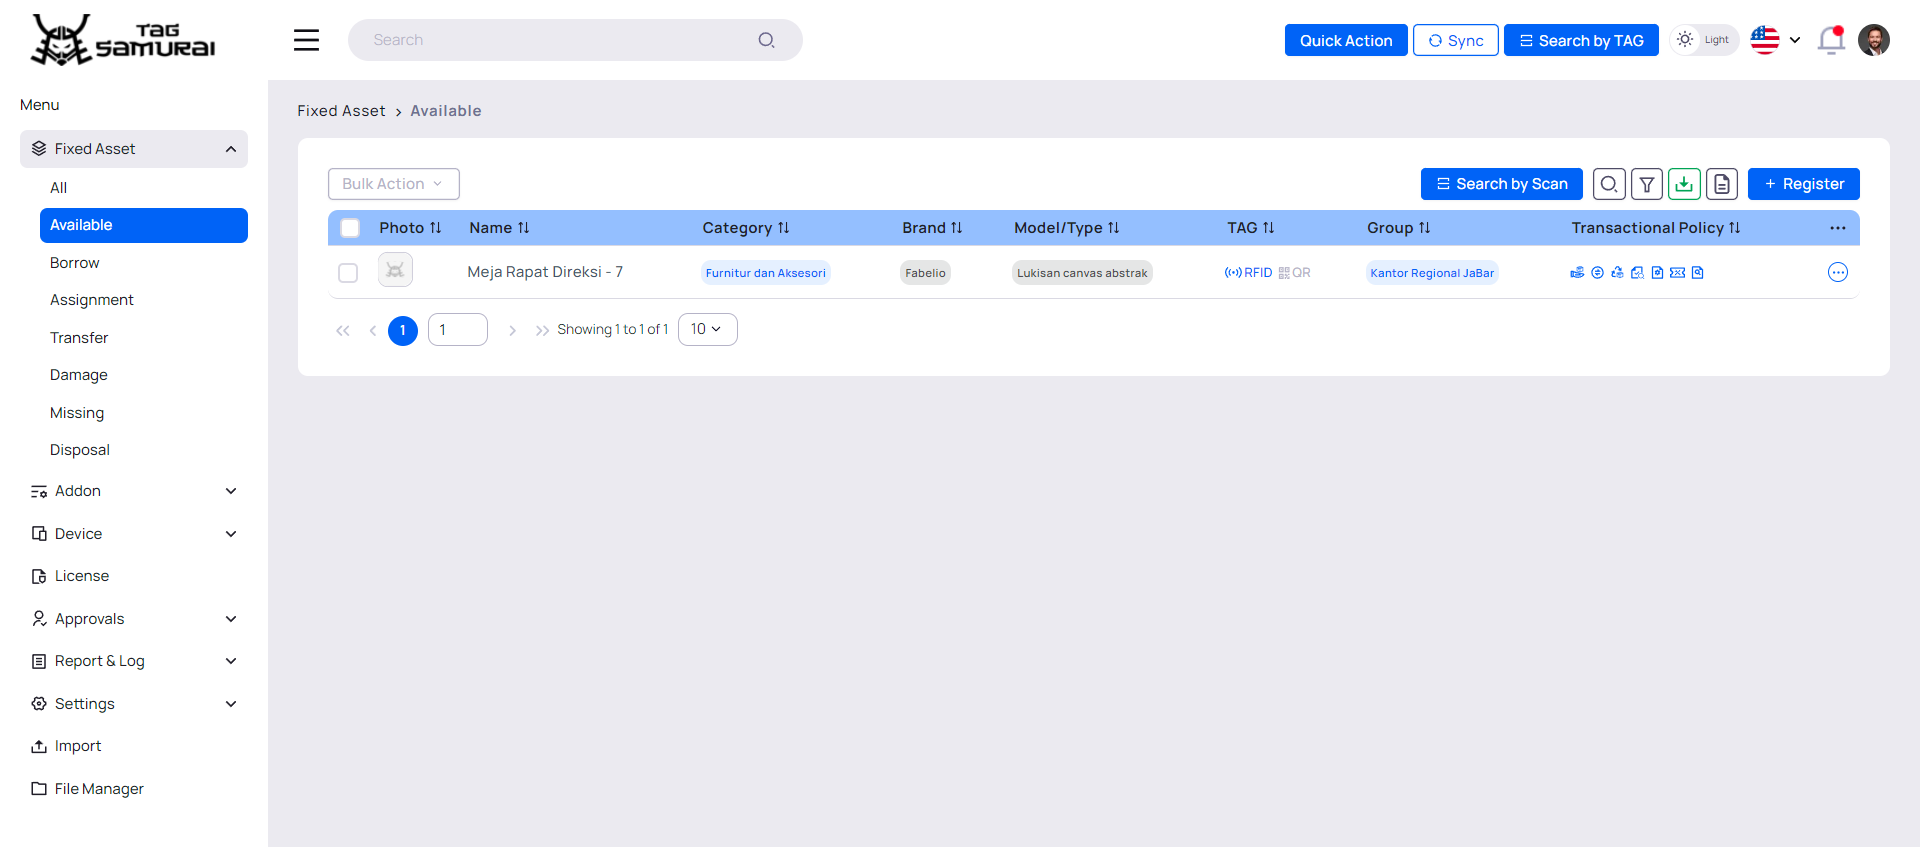 TAG SAMURAI
Search
Quick Action
Sync
Search by TAG
Light
Menu
Fixed Asset
All
Available
Borrow
Assignment
Transfer
Damage
Missing
Disposal
Addon
Device
License
Approvals
Report & Log
Settings
Import
File Manager
Fixed Asset > Available
Bulk Action
Search by Scan
+ Register
Photo Name Category Brand Model/Type TAG Group Transactional Policy
Meja Rapat Direksi - 7 Furnitur dan Aksesori Fabelio Lukisan canvas abstrak RFID QR Kantor Regional JaBar
1 1 Showing 1 to 1 of 1 10